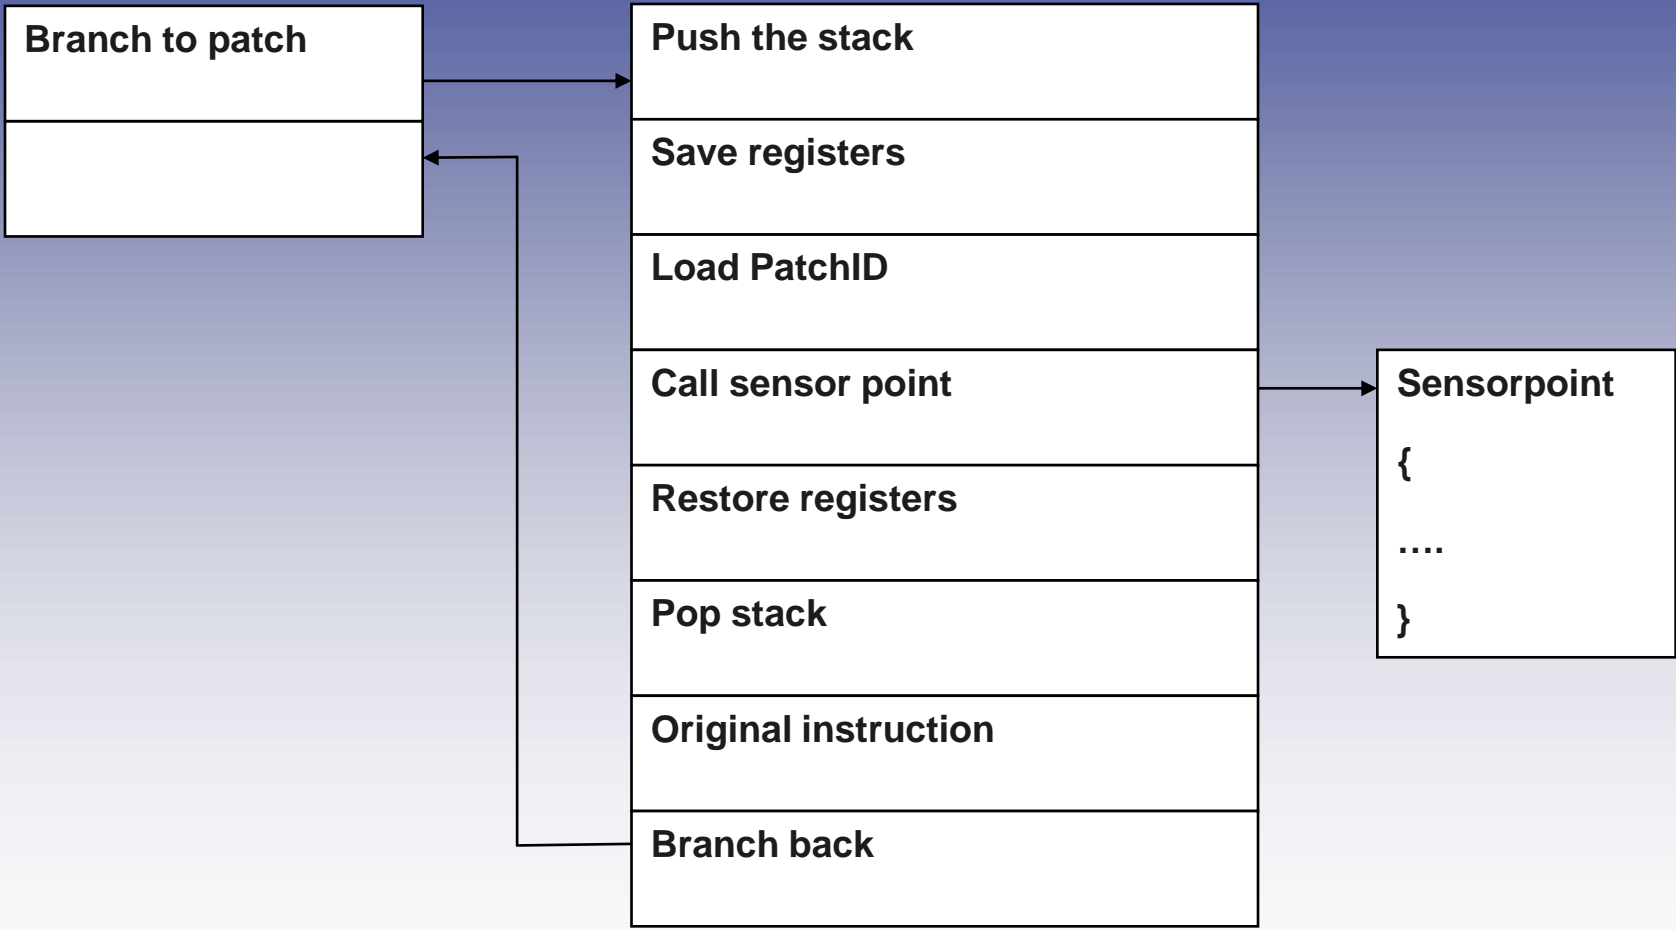 Branch to patch
Push the stack
Save registers
Load PatchID
Call sensor point
Restore registers
Pop stack
Original instruction
Branch back
Sensorpoint
{
….
}